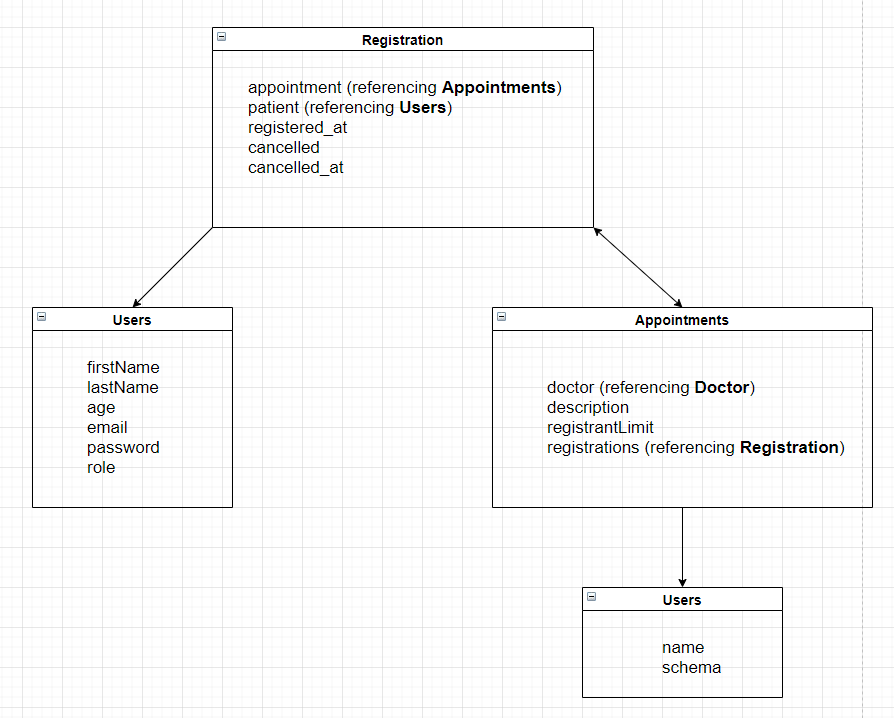 Registration
appointment (referencing Appointments)
patient (referencing Users)
registered_at
cancelled
cancelled_at
Users
firstName
lastName
age
email
password
role
Appointments
doctor (referencing Doctor)
description
registrantLimit
registrations (referencing Registration)
Users
name
schema